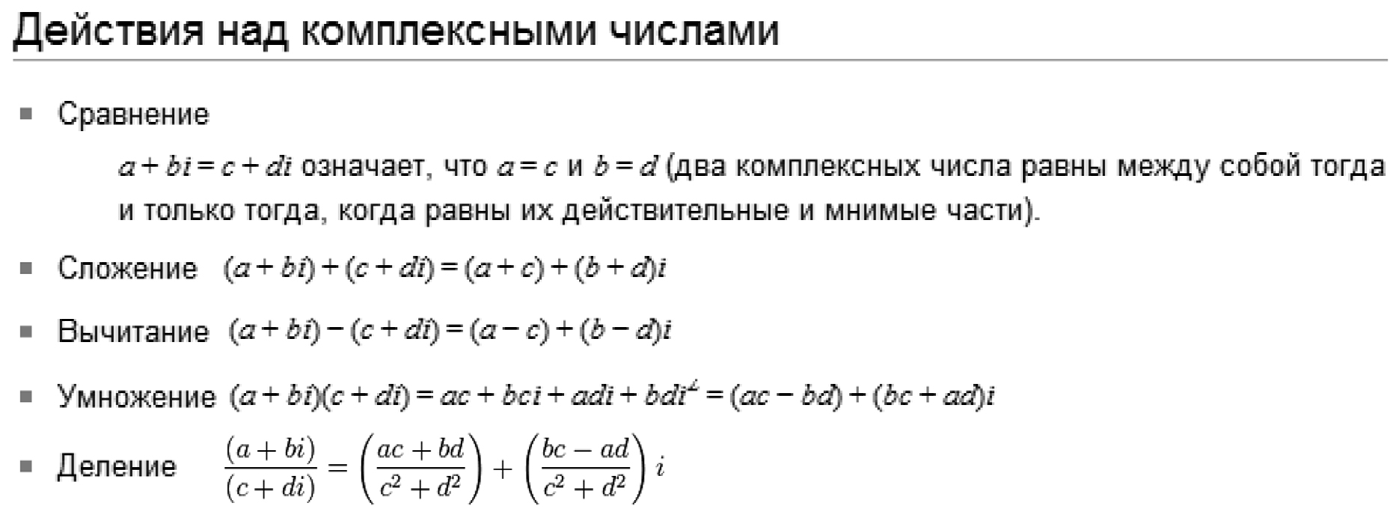 Действия над комплексными числами
▪ Сравнение
a + bi = c + di означает, что a = c и b = d (два комплексных числа равны между собой тогда
и только тогда, когда равны их действительные и мнимые части).
▪ Сложение (a + bi) + (c + di) = (a + c) + (b + d)i
▪ Вычитание (a + bi) − (c + di) = (a − c) + (b − d)i
▪ Умножение (a + bi)(c + di) = ac + bci + adi + bdi² = (ac − bd) + (bc + ad)i
▪ Деление \frac{(a + bi)}{(c + di)} = \left(\frac{ac + bd}{c^2 + d^2}\right) + \left(\frac{bc - ad}{c^2 + d^2}\right) i